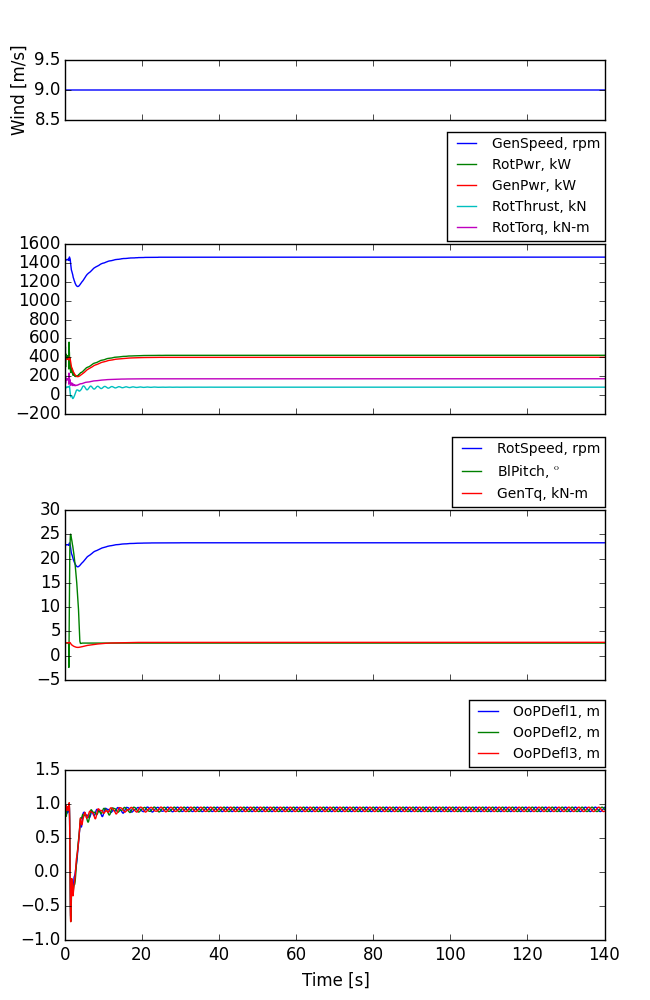 Wind [m/s]
9.5
9.0
8.5
GenSpeed, rpm
RotPwr, kW
GenPwr, kW
RotThrust, kN
RotTorq, kN-m
1600
1400
1200
1000
800
600
400
200
0
−200
RotSpeed, rpm
BlPitch, °
GenTq, kN-m
30
25
20
15
10
5
0
−5
OoPDefl1, m
OoPDefl2, m
OoPDefl3, m
1.5
1.0
0.5
0.0
−0.5
−1.0
0 20 40 60 80 100 120 140
Time [s]